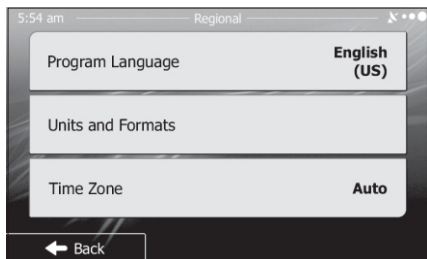 5:54 am
Regional
Program Language
English
(US)
Units and Formats
Time Zone
Auto
Back